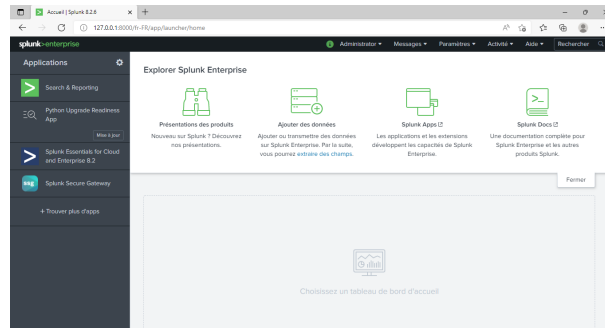 Accueil | Splunk 8.2.6
127.0.0.1:8000/fr-FR/app/launcher/home
splunk>enterprise
Administrator
Messages
Paramètres
Activité
Aide
Rechercher
Applications
Search & Reporting
Python Upgrade Readiness
App
Mise à jour
Splunk Essentials for Cloud
and Enterprise 8.2
ssg
Splunk Secure Gateway
+ Trouver plus d'apps
Explorer Splunk Enterprise
Présentations des produits
Nouveau sur Splunk ? Découvrez
nos présentations.
Ajouter des données
Ajouter ou transmettre des données
sur Splunk Enterprise. Par la suite,
vous pourrez extraire des champs.
Splunk Apps
Les applications et les extensions
développent les capacités de Splunk
Enterprise.
Splunk Docs
Une documentation complète pour
Splunk Enterprise et les autres
produits Splunk.
Fermer
Choisissez un tableau de bord d'accueil